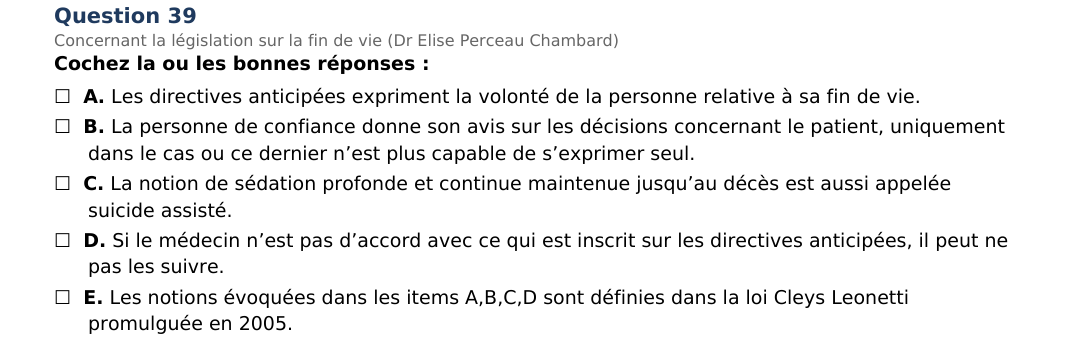 Question 39
Concernant la législation sur la fin de vie (Dr Elise Perceau Chambard)
Cochez la ou les bonnes réponses :
☐ A. Les directives anticipées expriment la volonté de la personne relative à sa fin de vie.
☐ B. La personne de confiance donne son avis sur les décisions concernant le patient, uniquement
dans le cas ou ce dernier n’est plus capable de s’exprimer seul.
☐ C. La notion de sédation profonde et continue maintenue jusqu’au décès est aussi appelée
suicide assisté.
☐ D. Si le médecin n’est pas d’accord avec ce qui est inscrit sur les directives anticipées, il peut ne
pas les suivre.
☐ E. Les notions évoquées dans les items A,B,C,D sont définies dans la loi Cleys Leonetti
promulguée en 2005.